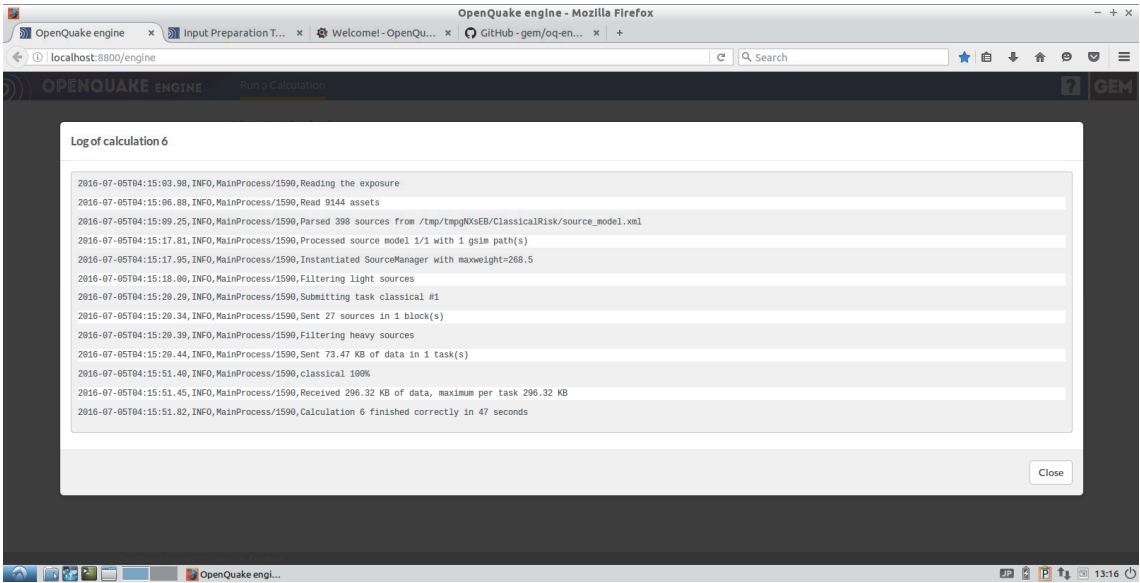 OpenQuake engine - Mozilla Firefox
OpenQuake engine × Input Preparation T... × Welcome! - OpenQu... × GitHub - gem/oq-en... × +
localhost:8800/engine Search
OPENQUAKE ENGINE Run a Calculation ? GEM
Log of calculation 6
2016-07-05T04:15:03.98,INFO,MainProcess/1590,Reading the exposure
2016-07-05T04:15:06.88,INFO,MainProcess/1590,Read 9144 assets
2016-07-05T04:15:09.25,INFO,MainProcess/1590,Parsed 398 sources from /tmp/tmpgNXsEB/ClassicalRisk/source_model.xml
2016-07-05T04:15:17.81,INFO,MainProcess/1590,Processed source model 1/1 with 1 gsim path(s)
2016-07-05T04:15:17.95,INFO,MainProcess/1590,Instantiated SourceManager with maxweight=268.5
2016-07-05T04:15:18.00,INFO,MainProcess/1590,Filtering light sources
2016-07-05T04:15:20.29,INFO,MainProcess/1590,Submitting task classical #1
2016-07-05T04:15:20.34,INFO,MainProcess/1590,Sent 27 sources in 1 block(s)
2016-07-05T04:15:20.39,INFO,MainProcess/1590,Filtering heavy sources
2016-07-05T04:15:20.44,INFO,MainProcess/1590,Sent 73.47 KB of data in 1 task(s)
2016-07-05T04:15:51.40,INFO,MainProcess/1590,classical 100%
2016-07-05T04:15:51.45,INFO,MainProcess/1590,Received 296.32 KB of data, maximum per task 296.32 KB
2016-07-05T04:15:51.82,INFO,MainProcess/1590,Calculation 6 finished correctly in 47 seconds
Close
OpenQuake engi... JP P 13:16